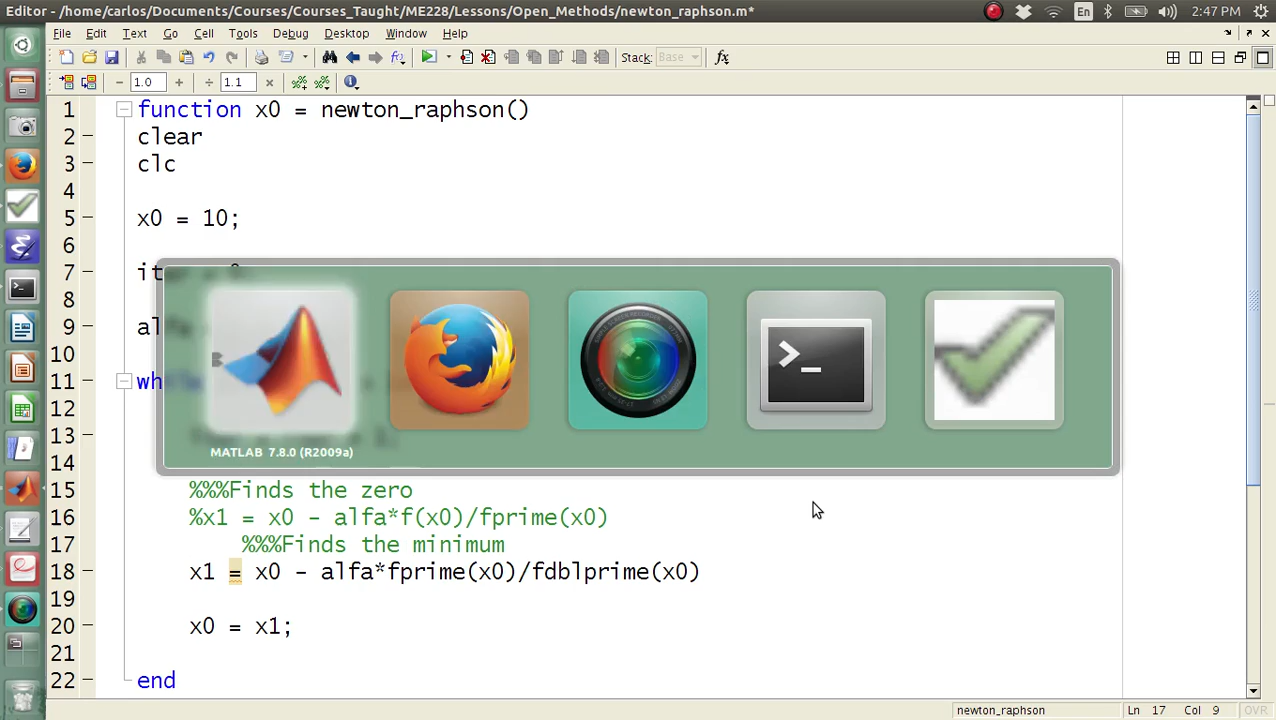 Editor - /home/carlos/Documents/Courses/Courses_Taught/ME228/Lessons/Open_Methods/newton_raphson.m*
En
2:47 PM
File Edit Text Go Cell Tools Debug Desktop Window Help
Stack: Base
fx
− 1.0 + ÷ 1.1 ×
1 function x0 = newton_raphson()
2 clear
3 clc
4
5 x0 = 10;
6
7
8
9
10
11
12
13
14
MATLAB 7.8.0 (R2009a)
15 %%%Finds the zero
16 %x1 = x0 - alfa*f(x0)/fprime(x0)
17 %%%Finds the minimum
18 x1 = x0 - alfa*fprime(x0)/fdblprime(x0)
19
20 x0 = x1;
21
22 end
newton_raphson
Ln 17 Col 9 OVR